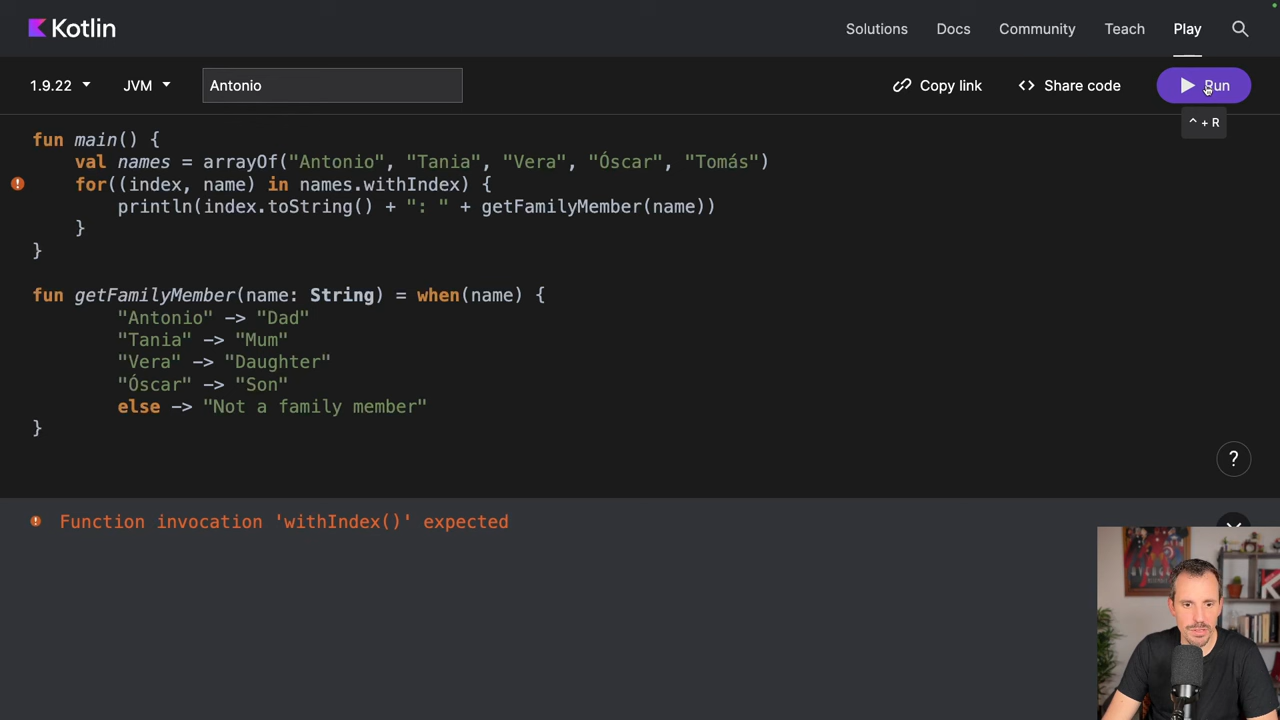 Kotlin
Solutions Docs Community Teach Play
1.9.22 JVM Antonio Copy link <> Share code Run
^ + R
fun main() {
    val names = arrayOf("Antonio", "Tania", "Vera", "Óscar", "Tomás")
    for((index, name) in names.withIndex) {
        println(index.toString() + ": " + getFamilyMember(name))
    }
}
fun getFamilyMember(name: String) = when(name) {
        "Antonio" -> "Dad"
        "Tania" -> "Mum"
        "Vera" -> "Daughter"
        "Óscar" -> "Son"
        else -> "Not a family member"
}
?
Function invocation 'withIndex()' expected